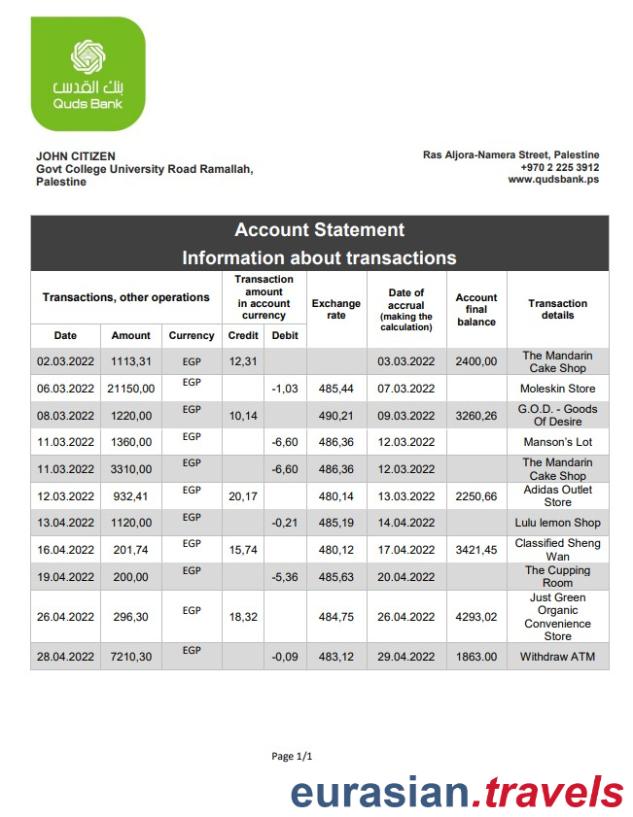 بنك القدس
Quds Bank
JOHN CITIZEN
Govt College University Road Ramallah,
Palestine
Ras Aljora-Namera Street, Palestine
+970 2 225 3912
www.qudsbank.ps
Account Statement
Information about transactions
Transactions, other operations
Transaction
amount
in account
currency
Exchange
rate
Date of
accrual
(making the
calculation)
Account
final
balance
Transaction
details
Date Amount Currency Credit Debit
02.03.2022 1113,31 EGP 12,31 03.03.2022 2400,00 The Mandarin
Cake Shop
06.03.2022 21150,00 EGP -1,03 485,44 07.03.2022 Moleskin Store
08.03.2022 1220,00 EGP 10,14 490,21 09.03.2022 3260,26 G.O.D. - Goods
Of Desire
11.03.2022 1360,00 EGP -6,60 486,36 12.03.2022 Manson's Lot
11.03.2022 3310,00 EGP -6,60 486,36 12.03.2022 The Mandarin
Cake Shop
12.03.2022 932,41 EGP 20,17 480,14 13.03.2022 2250,66 Adidas Outlet
Store
13.04.2022 1120,00 EGP -0,21 485,19 14.04.2022 Lulu lemon Shop
16.04.2022 201,74 EGP 15,74 480,12 17.04.2022 3421,45 Classified Sheng
Wan
19.04.2022 200,00 EGP -5,36 485,63 20.04.2022 The Cupping
Room
26.04.2022 296,30 EGP 18,32 484,75 26.04.2022 4293,02 Just Green
Organic
Convenience
Store
28.04.2022 7210,30 EGP -0,09 483,12 29.04.2022 1863.00 Withdraw ATM
Page 1/1
eurasian.travels